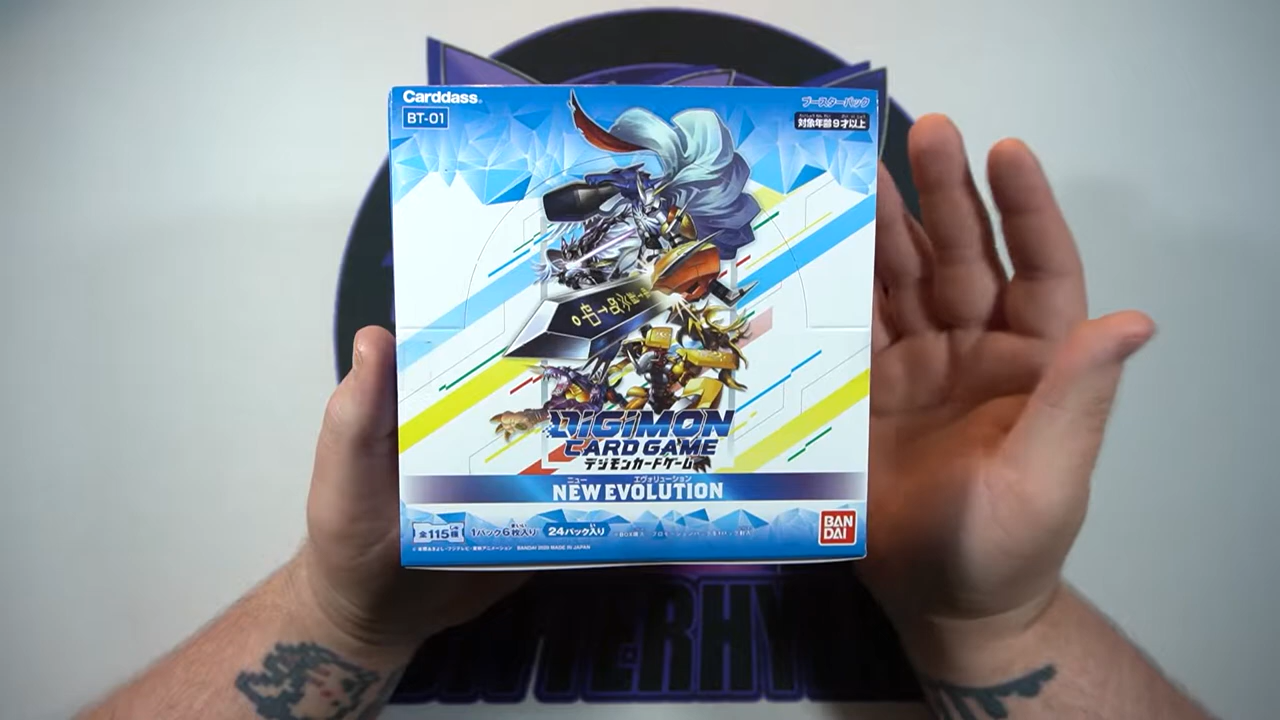 Carddass
BT-01
ブースターパック
対象年齢9才以上
DIGIMON
CARD GAME
デジモンカードゲーム
ニュー エヴォリューション
NEW EVOLUTION
全115種
1パック6枚入り
24パック入り
BAN
DAI
BANDAI 2020 MADE IN JAPAN